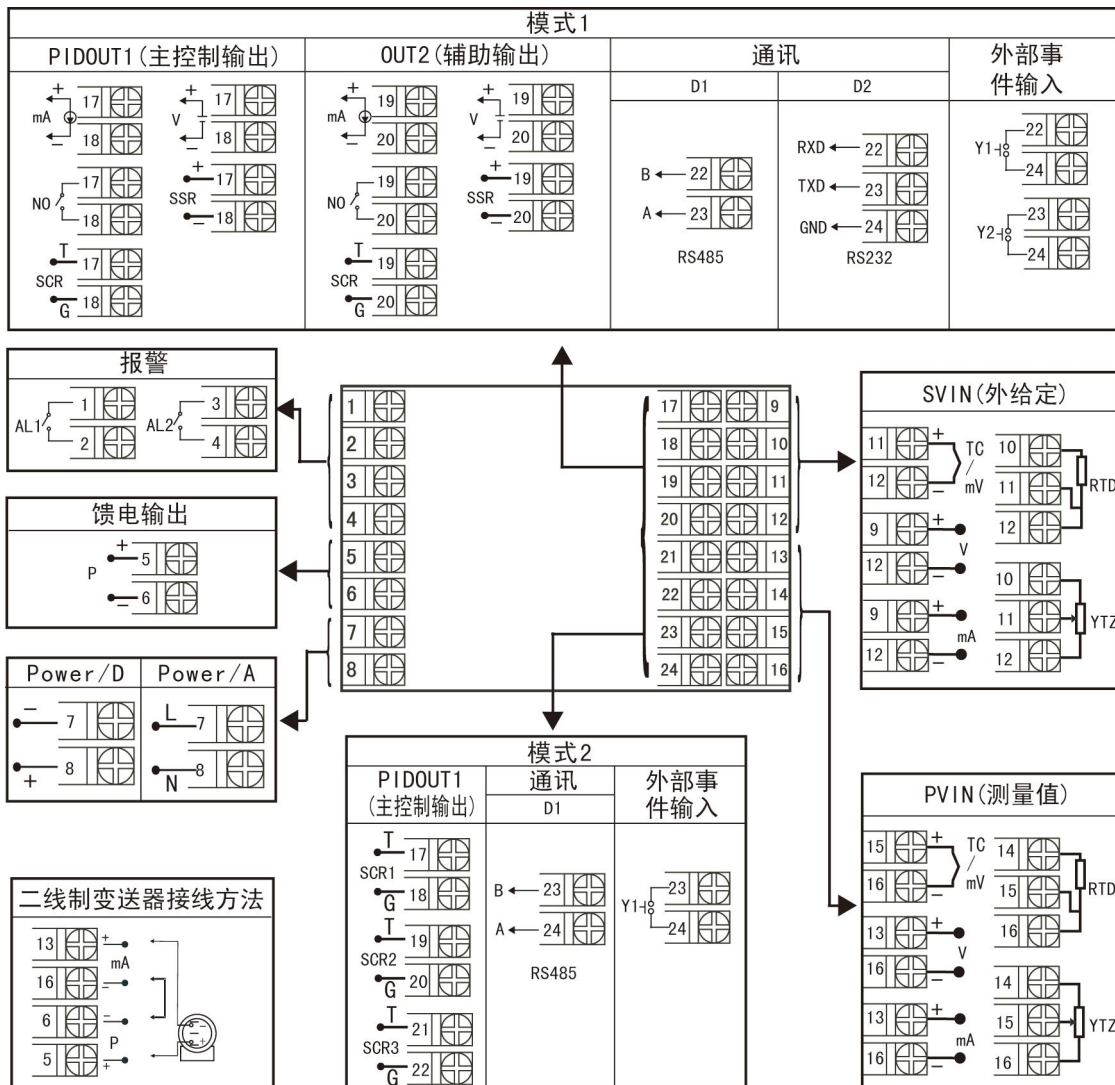 模式1
PIDOUT1(主控制输出)
OUT2(辅助输出)
通讯
外部事
件输入
D1
D2
+
mA
−
17
18
+
V
−
17
18
NO
17
18
+
SSR
−
17
18
T
SCR
G
17
18
+
mA
−
19
20
+
V
−
19
20
NO
19
20
+
SSR
−
19
20
T
SCR
G
19
20
B
22
A
23
RS485
RXD
22
TXD
23
GND
24
RS232
Y1
22
24
Y2
23
24
报警
AL1
1
2
AL2
3
4
馈电输出
+
P
−
5
6
Power/D
Power/A
−
7
+
8
L
7
N
8
1
2
3
4
5
6
7
8
17
9
18
10
19
11
20
12
21
13
22
14
23
15
24
16
SVIN(外给定)
11
+
TC
/
mV
12
−
10
11
12
RTD
9
+
V
12
−
10
11
12
YTZ
9
+
mA
12
−
模式2
PIDOUT1
(主控制输出)
通讯
D1
外部事
件输入
T
17
SCR1
G
18
T
19
SCR2
G
20
T
21
SCR3
G
22
B
23
A
24
RS485
Y1
23
24
PVIN(测量值)
15
+
TC
/
mV
16
−
14
15
16
RTD
13
+
V
16
−
14
15
16
YTZ
13
+
mA
16
−
二线制变送器接线方法
13
+
mA
16
−
6
−
P
5
+
−
+